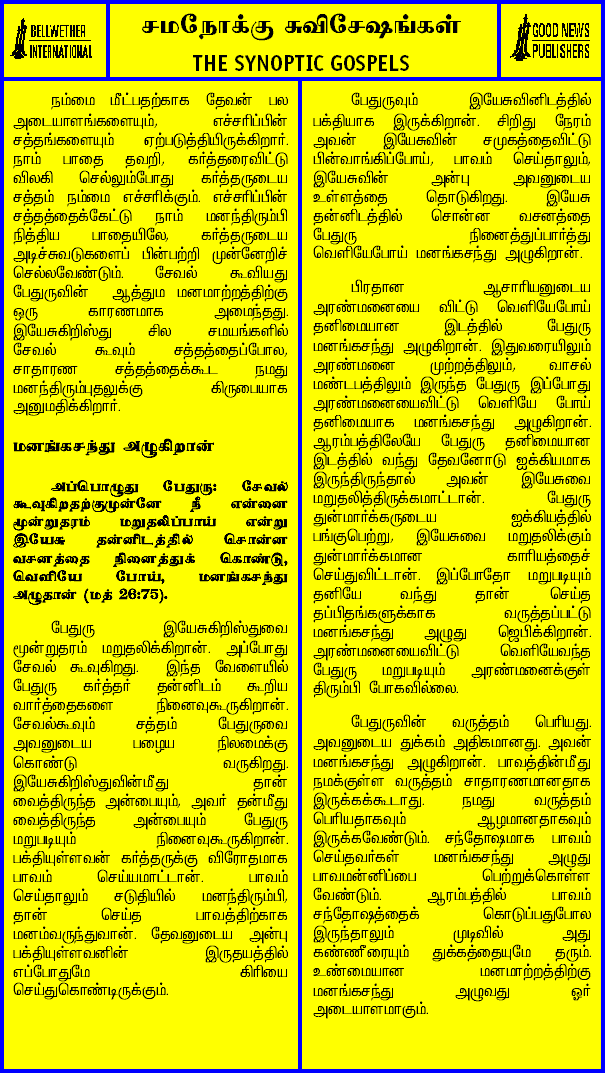 BELLWETHER
INTERNATIONAL
சமநோக்கு சுவிசேஷங்கள்
THE SYNOPTIC GOSPELS
GOOD NEWS
PUBLISHERS
நம்மை மீட்பதற்காக தேவன் பல
அடையாளங்களையும், எச்சரிப்பின்
சத்தங்களையும் ஏற்படுத்தியிருக்கிறார்.
நாம் பாதை தவறி, கர்த்தரைவிட்டு
விலகி செல்லும்போது கர்த்தருடைய
சத்தம் நம்மை எச்சரிக்கும். எச்சரிப்பின்
சத்தத்தைக்கேட்டு நாம் மனந்திரும்பி
நித்திய பாதையிலே, கர்த்தருடைய
அடிச்சுவடுகளைப் பின்பற்றி முன்னேறிச்
செல்லவேண்டும். சேவல் கூவியது
பேதுருவின் ஆத்தும மனமாற்றத்திற்கு
ஒரு காரணமாக அமைந்தது.
இயேசுகிறிஸ்து சில சமயங்களில்
சேவல் கூவும் சத்தத்தைப்போல,
சாதாரண சத்தத்தைக்கூட நமது
மனந்திரும்புதலுக்கு கிருபையாக
அனுமதிக்கிறார்.
மனங்கசந்து அழுகிறான்
அப்பொழுது பேதுரு: சேவல்
கூவுகிறதற்குமுன்னே நீ என்னை
மூன்றுதரம் மறுதலிப்பாய் என்று
இயேசு தன்னிடத்தில் சொன்ன
வசனத்தை நினைத்துக் கொண்டு,
வெளியே போய், மனங்கசந்து
அழுதான் (மத் 26:75).
பேதுரு இயேசுகிறிஸ்துவை
மூன்றுதரம் மறுதலிக்கிறான். அப்போது
சேவல் கூவுகிறது. இந்த வேளையில்
பேதுரு கர்த்தர் தன்னிடம் கூறிய
வார்த்தைகளை நினைவுகூருகிறான்.
சேவல்கூவும் சத்தம் பேதுருவை
அவனுடைய பழைய நிலமைக்கு
கொண்டு வருகிறது.
இயேசுகிறிஸ்துவின்மீது தான்
வைத்திருந்த அன்பையும், அவர் தன்மீது
வைத்திருந்த அன்பையும் பேதுரு
மறுபடியும் நினைவுகூருகிறான்.
பக்தியுள்ளவன் கர்த்தருக்கு விரோதமாக
பாவம் செய்யமாட்டான். பாவம்
செய்தாலும் சடுதியில் மனந்திரும்பி,
தான் செய்த பாவத்திற்காக
மனம்வருந்துவான். தேவனுடைய அன்பு
பக்தியுள்ளவனின் இருதயத்தில்
எப்போதுமே கிரியை
செய்துகொண்டிருக்கும்.
பேதுருவும் இயேசுவினிடத்தில்
பக்தியாக இருக்கிறான். சிறிது நேரம்
அவன் இயேசுவின் சமுகத்தைவிட்டு
பின்வாங்கிப்போய், பாவம் செய்தாலும்,
இயேசுவின் அன்பு அவனுடைய
உள்ளத்தை தொடுகிறது. இயேசு
தன்னிடத்தில் சொன்ன வசனத்தை
பேதுரு நினைத்துப்பார்த்து
வெளியேபோய் மனங்கசந்து அழுகிறான்.
பிரதான ஆசாரியனுடைய
அரண்மனையை விட்டு வெளியேபோய்
தனிமையான இடத்தில் பேதுரு
மனங்கசந்து அழுகிறான். இதுவரையிலும்
அரண்மனை முற்றத்திலும், வாசல்
மண்டபத்திலும் இருந்த பேதுரு இப்போது
அரண்மனையைவிட்டு வெளியே போய்
தனிமையாக மனங்கசந்து அழுகிறான்.
ஆரம்பத்திலேயே பேதுரு தனிமையான
இடத்தில் வந்து தேவனோடு ஐக்கியமாக
இருந்திருந்தால் அவன் இயேசுவை
மறுதலித்திருக்கமாட்டான். பேதுரு
துன்மார்க்கருடைய ஐக்கியத்தில்
பங்குபெற்று, இயேசுவை மறுதலிக்கும்
துன்மார்க்கமான காரியத்தைச்
செய்துவிட்டான். இப்போதோ மறுபடியும்
தனியே வந்து தான் செய்த
தப்பிதங்களுக்காக வருத்தப்பட்டு
மனங்கசந்து அழுது ஜெபிக்கிறான்.
அரண்மனையைவிட்டு வெளியேவந்த
பேதுரு மறுபடியும் அரண்மனைக்குள்
திரும்பி போகவில்லை.
பேதுருவின் வருத்தம் பெரியது.
அவனுடைய துக்கம் அதிகமானது. அவன்
மனங்கசந்து அழுகிறான். பாவத்தின்மீது
நமக்குள்ள வருத்தம் சாதாரணமானதாக
இருக்கக்கூடாது. நமது வருத்தம்
பெரியதாகவும் ஆழமானதாகவும்
இருக்கவேண்டும். சந்தோஷமாக பாவம்
செய்தவர்கள் மனங்கசந்து அழுது
பாவமன்னிப்பை பெற்றுக்கொள்ள
வேண்டும். ஆரம்பத்தில் பாவம்
சந்தோஷத்தைக் கொடுப்பதுபோல
இருந்தாலும் முடிவில் அது
கண்ணீரையும் துக்கத்தையுமே தரும்.
உண்மையான மனமாற்றத்திற்கு
மனங்கசந்து அழுவது ஓர்
அடையாளமாகும்.